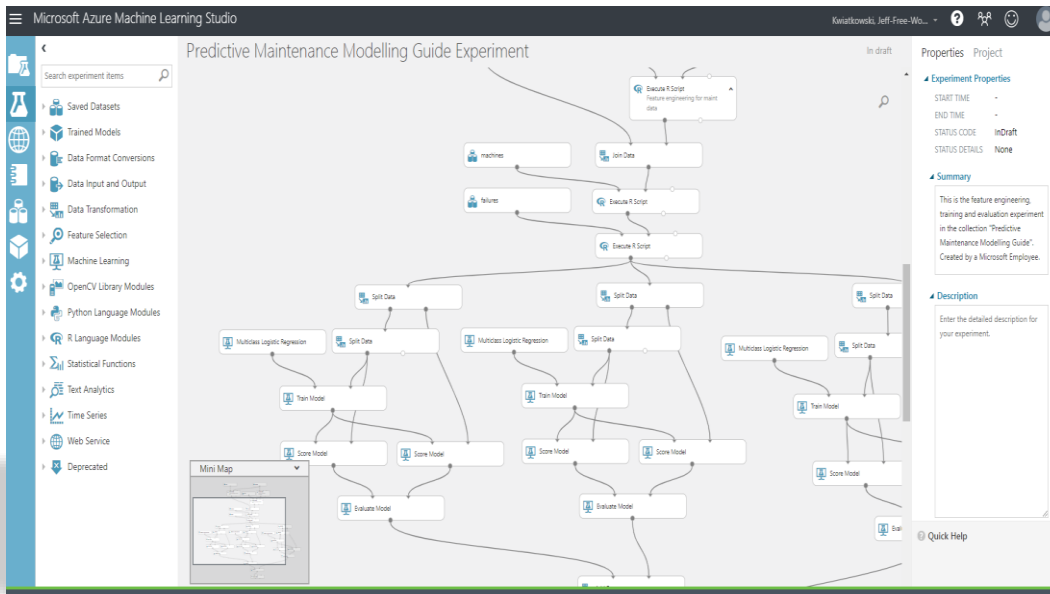 Microsoft Azure Machine Learning Studio
Kwiatkowski, Jeff-Free-Wo...
?
Search experiment items
Saved Datasets
Trained Models
Data Format Conversions
Data Input and Output
Data Transformation
Feature Selection
Machine Learning
OpenCV Library Modules
Python Language Modules
R Language Modules
Statistical Functions
Text Analytics
Time Series
Web Service
Deprecated
Predictive Maintenance Modelling Guide Experiment
In draft
Execute R Script
Feature engineering for maint
data
machines
Join Data
failures
Execute R Script
Execute R Script
Split Data
Split Data
Split Data
Multiclass Logistic Regression
Split Data
Multiclass Logistic Regression
Split Data
Multiclass Logistic Regression
Split Data
Train Model
Train Model
Train Model
Score Model
Score Model
Score Model
Score Model
Score Model
Evaluate Model
Evaluate Model
Eval
Mini Map
Properties Project
Experiment Properties
START TIME -
END TIME -
STATUS CODE InDraft
STATUS DETAILS None
Summary
This is the feature engineering,
training and evaluation experiment
in the collection "Predictive
Maintenance Modelling Guide".
Created by a Microsoft Employee.
Description
Enter the detailed description for
your experiment.
Quick Help